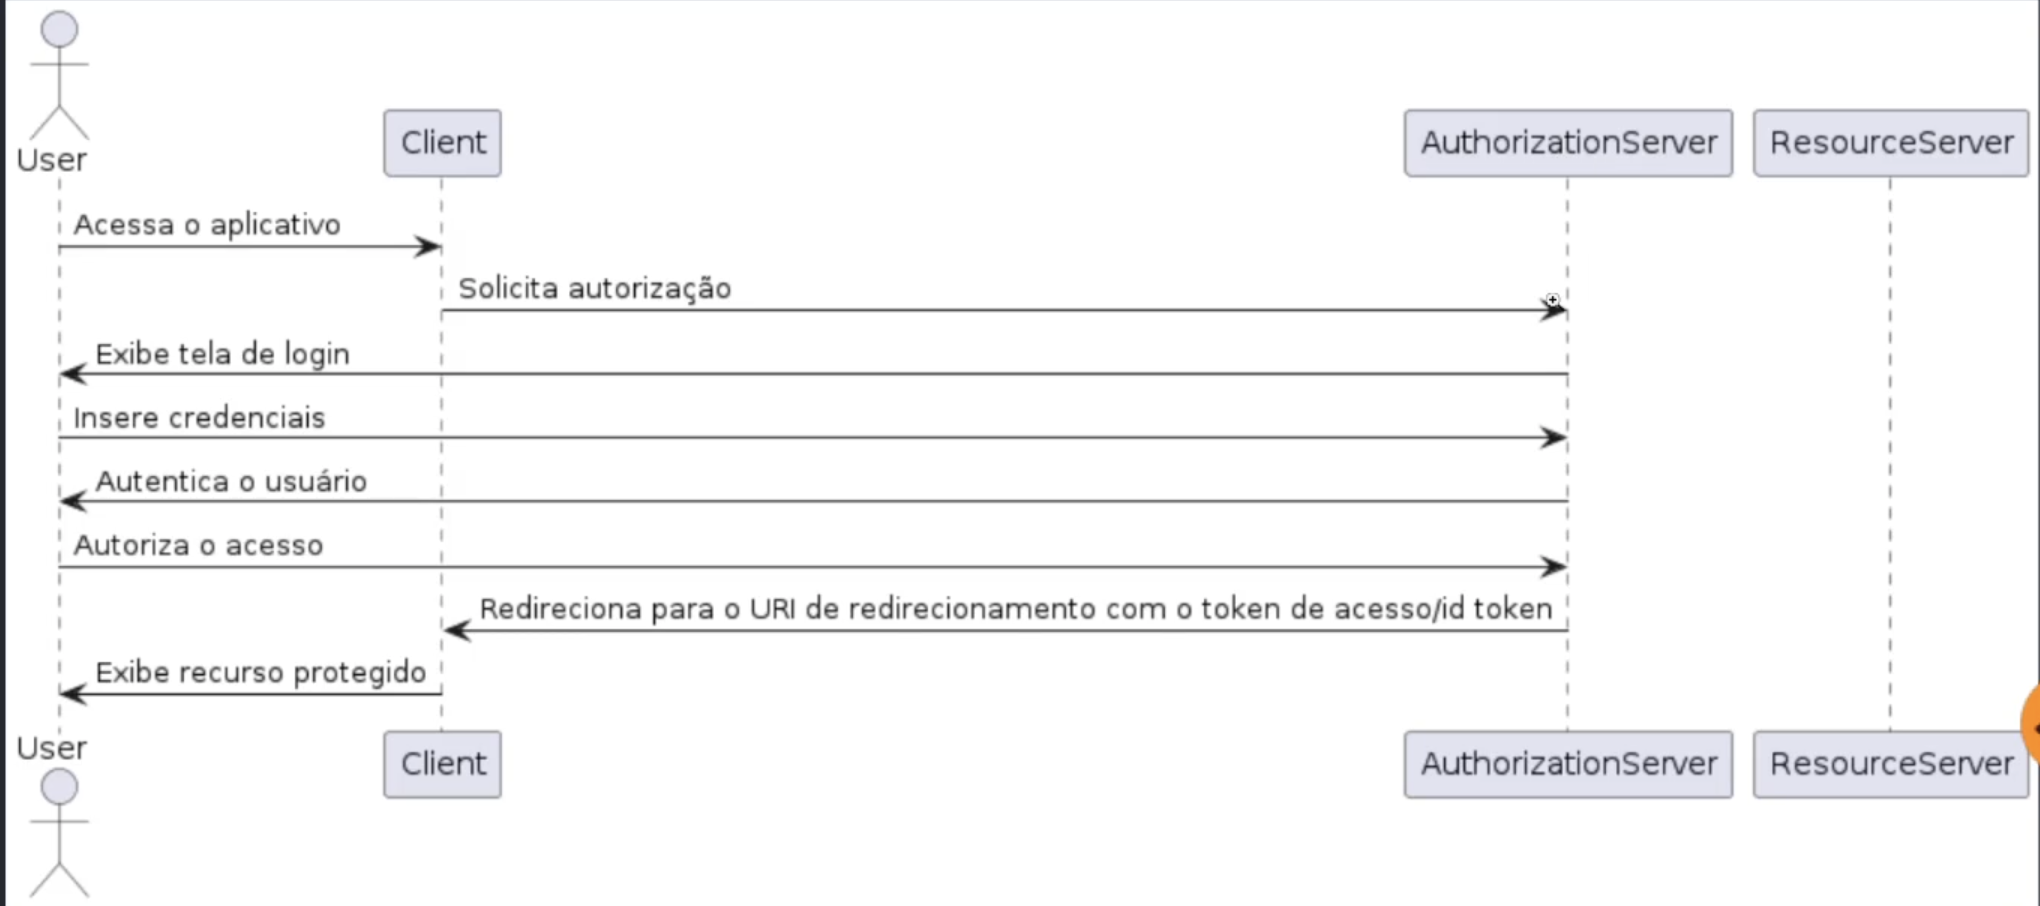 User
Client
AuthorizationServer
ResourceServer
Acessa o aplicativo
Solicita autorização
Exibe tela de login
Insere credenciais
Autentica o usuário
Autoriza o acesso
Redireciona para o URI de redirecionamento com o token de acesso/id token
Exibe recurso protegido
User
Client
AuthorizationServer
ResourceServer